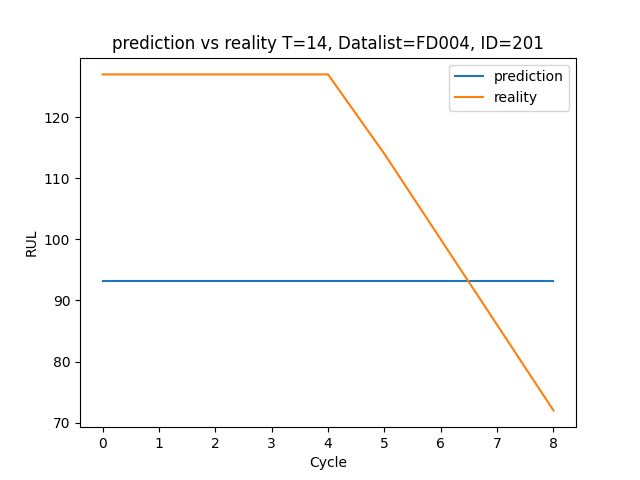 prediction vs reality T=14, Datalist=FD004, ID=201
prediction
reality
120
110
100
90
80
70
RUL
0 1 2 3 4 5 6 7 8
Cycle